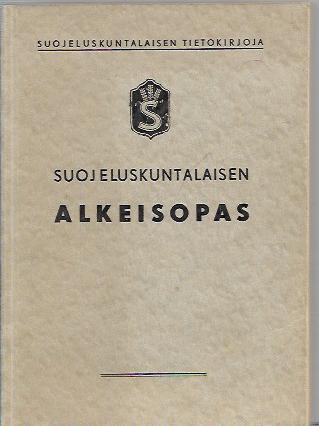 SUOJELUSKUNTALAISEN TIETOKIRJOJA
S
SUOJELUSKUNTALAISEN
ALKEISOPAS